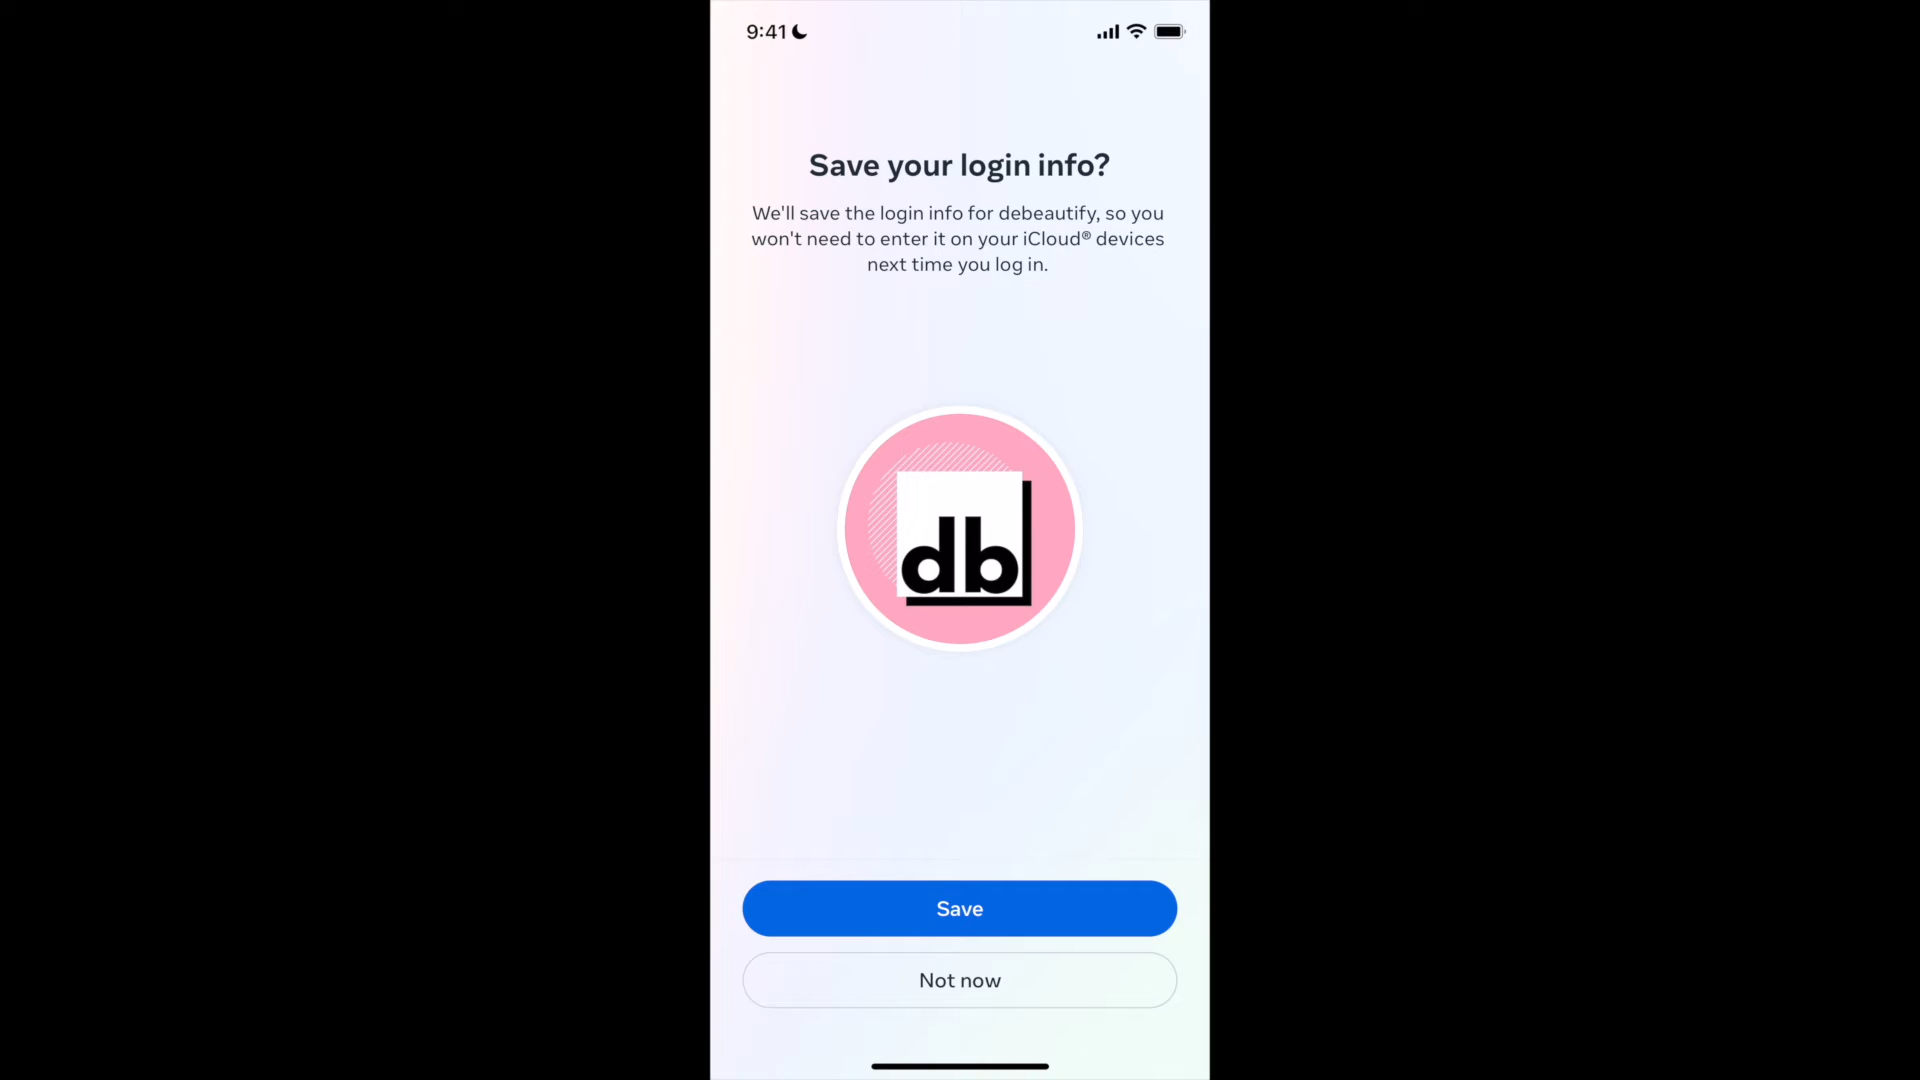 9:41
Save your login info?
We'll save the login info for debeautify, so you
won't need to enter it on your iCloud® devices
next time you log in.
db
Save
Not now